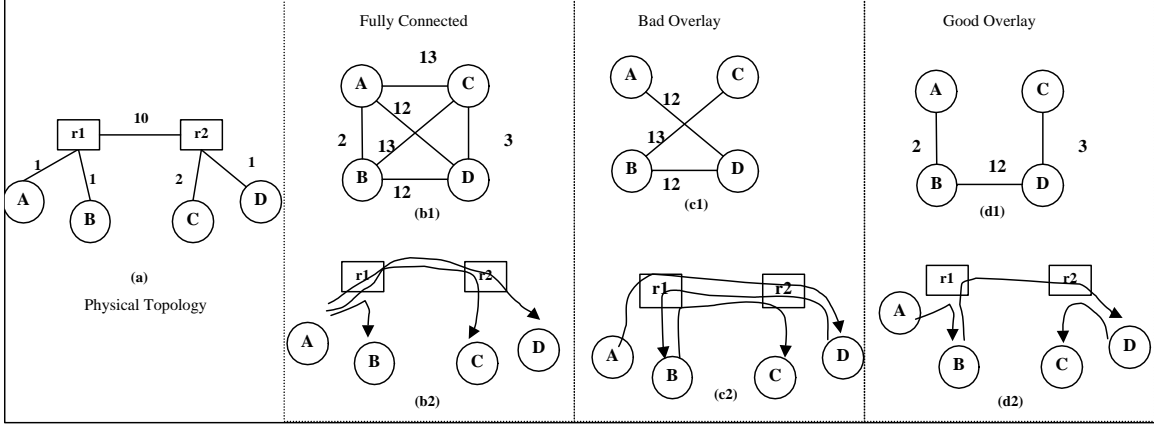 Fully Connected
Bad Overlay
Good Overlay
10
r1
r2
1
1
2
1
A
B
C
D
(a)
Physical Topology
13
A
C
12
2
3
13
B
D
12
(b1)
r1
r2
A
B
C
D
(b2)
A
C
12
13
B
D
12
(c1)
r1
r2
A
B
C
D
(c2)
A
C
2
3
12
B
D
(d1)
r1
r2
A
B
C
D
(d2)